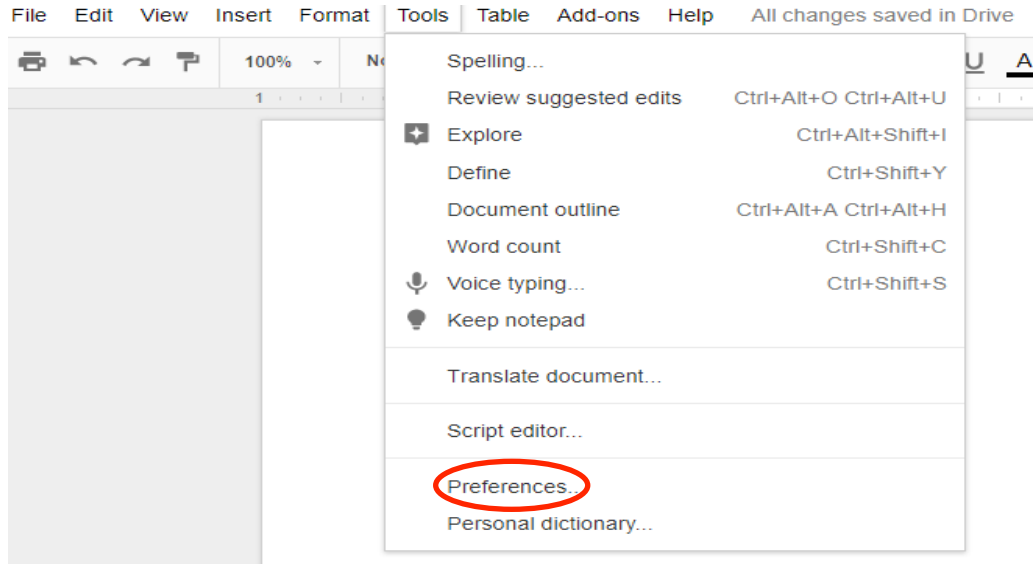 File Edit View Insert Format Tools Table Add-ons Help All changes saved in Drive
100% U A
1
Spelling...
Review suggested edits Ctrl+Alt+O Ctrl+Alt+U
Explore Ctrl+Alt+Shift+I
Define Ctrl+Shift+Y
Document outline Ctrl+Alt+A Ctrl+Alt+H
Word count Ctrl+Shift+C
Voice typing... Ctrl+Shift+S
Keep notepad
Translate document...
Script editor...
Preferences...
Personal dictionary...